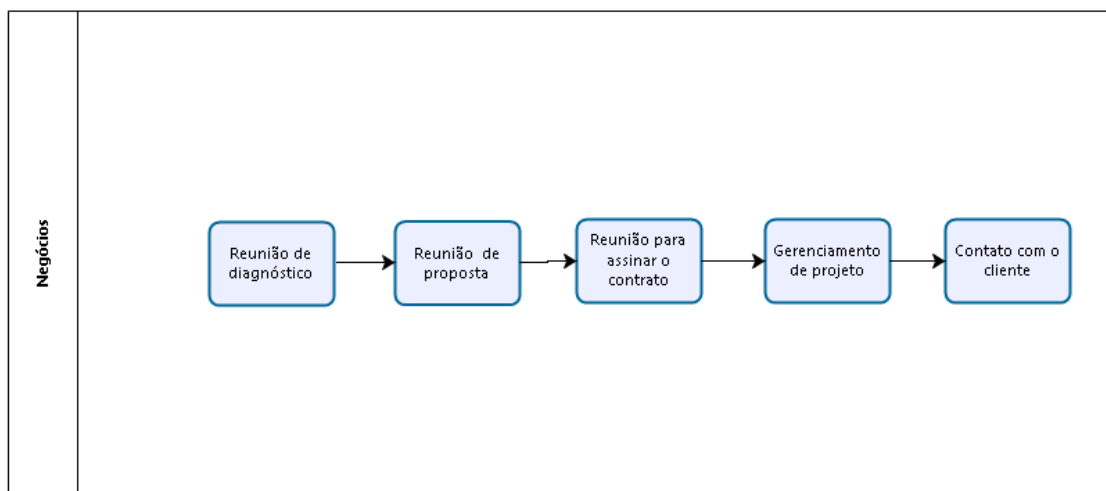 Negócios
Reunião de
diagnóstico
Reunião de
proposta
Reunião para
assinar o
contrato
Gerenciamento
de projeto
Contato com o
cliente